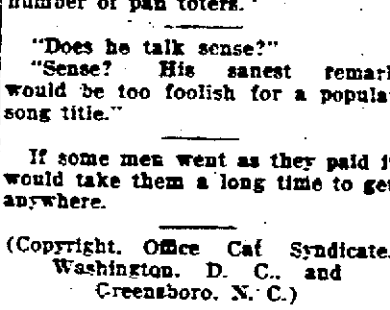 number of pan toters."
"Does he talk sense?"
"Sense? His sanest remark
would be too foolish for a popula
song title."
If some men went as they paid i
would take them a long time to get
anywhere.
(Copyright, Office Cat Syndicate,
Washington, D. C., and
Greensboro, N. C.)